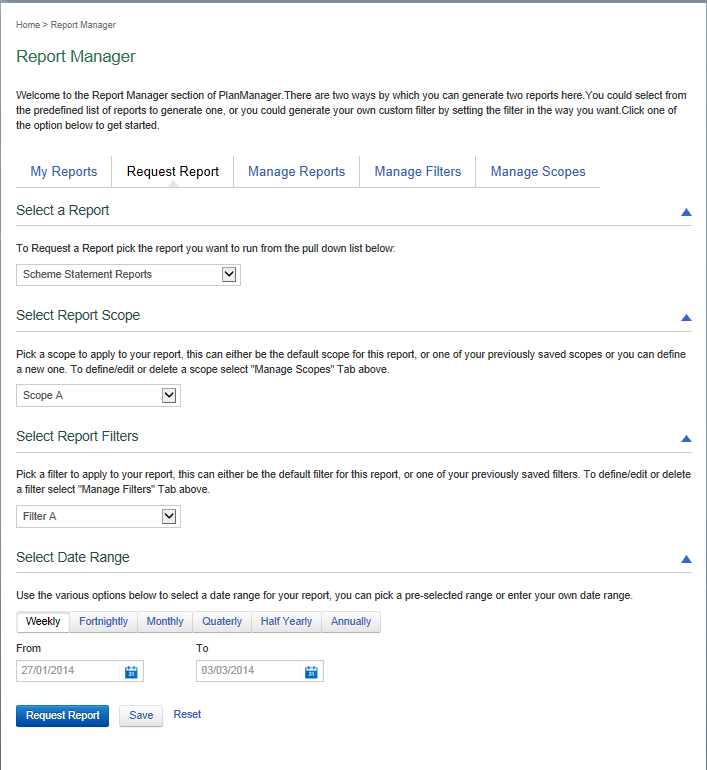 Home > Report Manager
Report Manager
Welcome to the Report Manager section of PlanManager.There are two ways by which you can generate two reports here.You could select from
the predefined list of reports to generate one, or you could generate your own custom filter by setting the filter in the way you want.Click one of
the option below to get started.
My Reports Request Report Manage Reports Manage Filters Manage Scopes
Select a Report
To Request a Report pick the report you want to run from the pull down list below:
Scheme Statement Reports
Select Report Scope
Pick a scope to apply to your report, this can either be the default scope for this report, or one of your previously saved scopes or you can define
a new one. To define/edit or delete a scope select "Manage Scopes" Tab above.
Scope A
Select Report Filters
Pick a filter to apply to your report, this can either be the default filter for this report, or one of your previously saved filters. To define/edit or delete
a filter select "Manage Filters" Tab above.
Filter A
Select Date Range
Use the various options below to select a date range for your report, you can pick a pre-selected range or enter your own date range.
Weekly Fortnightly Monthly Quaterly Half Yearly Annually
From To
27/01/2014 31 03/03/2014 31
Request Report Save Reset